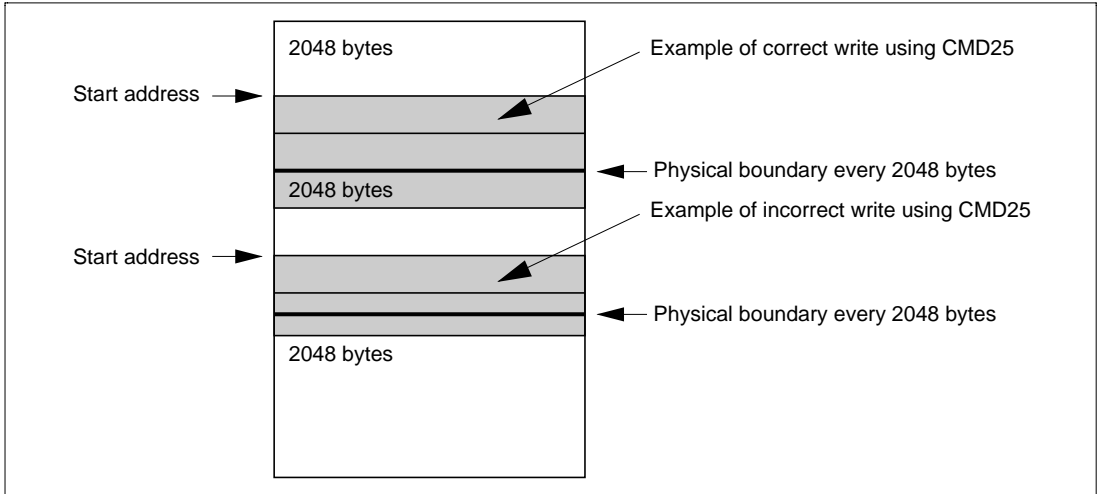 2048 bytes
Example of correct write using CMD25
Start address
Physical boundary every 2048 bytes
2048 bytes
Example of incorrect write using CMD25
Start address
Physical boundary every 2048 bytes
2048 bytes